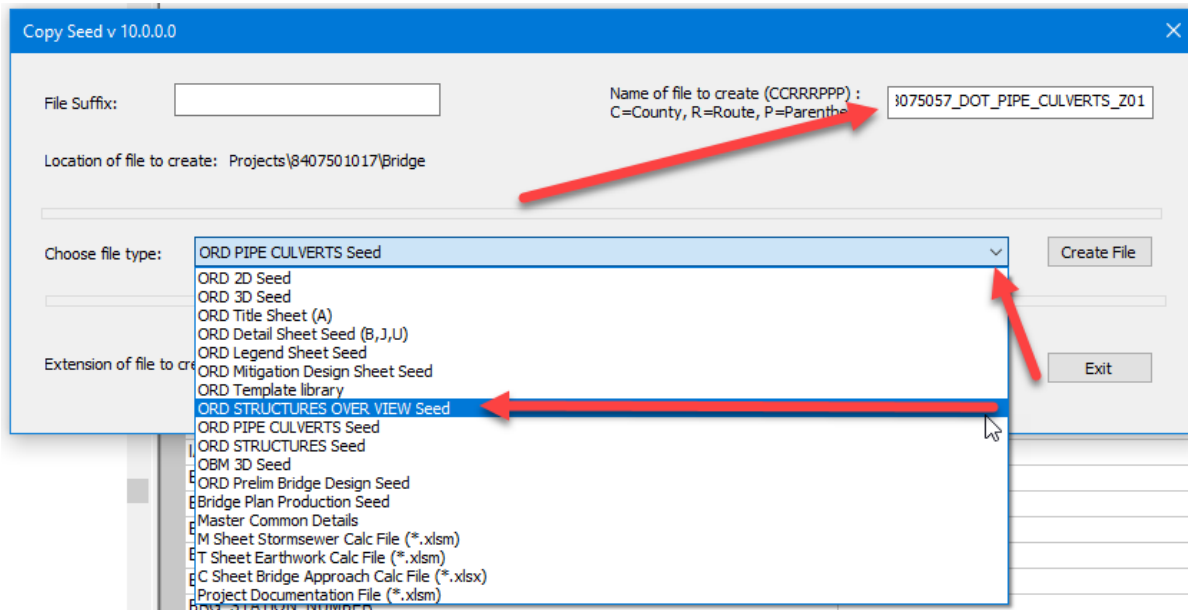 Copy Seed v 10.0.0.0
File Suffix:
Name of file to create (CCRRRPPP) :
C=County, R=Route, P=Parenthe
3075057_DOT_PIPE_CULVERTS_Z01
Location of file to create: Projects\8407501017\Bridge
Choose file type:
ORD PIPE CULVERTS Seed
Create File
ORD 2D Seed
ORD 3D Seed
ORD Title Sheet (A)
ORD Detail Sheet Seed (B,J,U)
ORD Legend Sheet Seed
Extension of file to cre
ORD Mitigation Design Sheet Seed
Exit
ORD Template library
ORD STRUCTURES OVER VIEW Seed
ORD PIPE CULVERTS Seed
ORD STRUCTURES Seed
OBM 3D Seed
ORD Prelim Bridge Design Seed
Bridge Plan Production Seed
Master Common Details
M Sheet Stormsewer Calc File (*.xlsm)
T Sheet Earthwork Calc File (*.xlsm)
C Sheet Bridge Approach Calc File (*.xlsx)
Project Documentation File (*.xlsm)